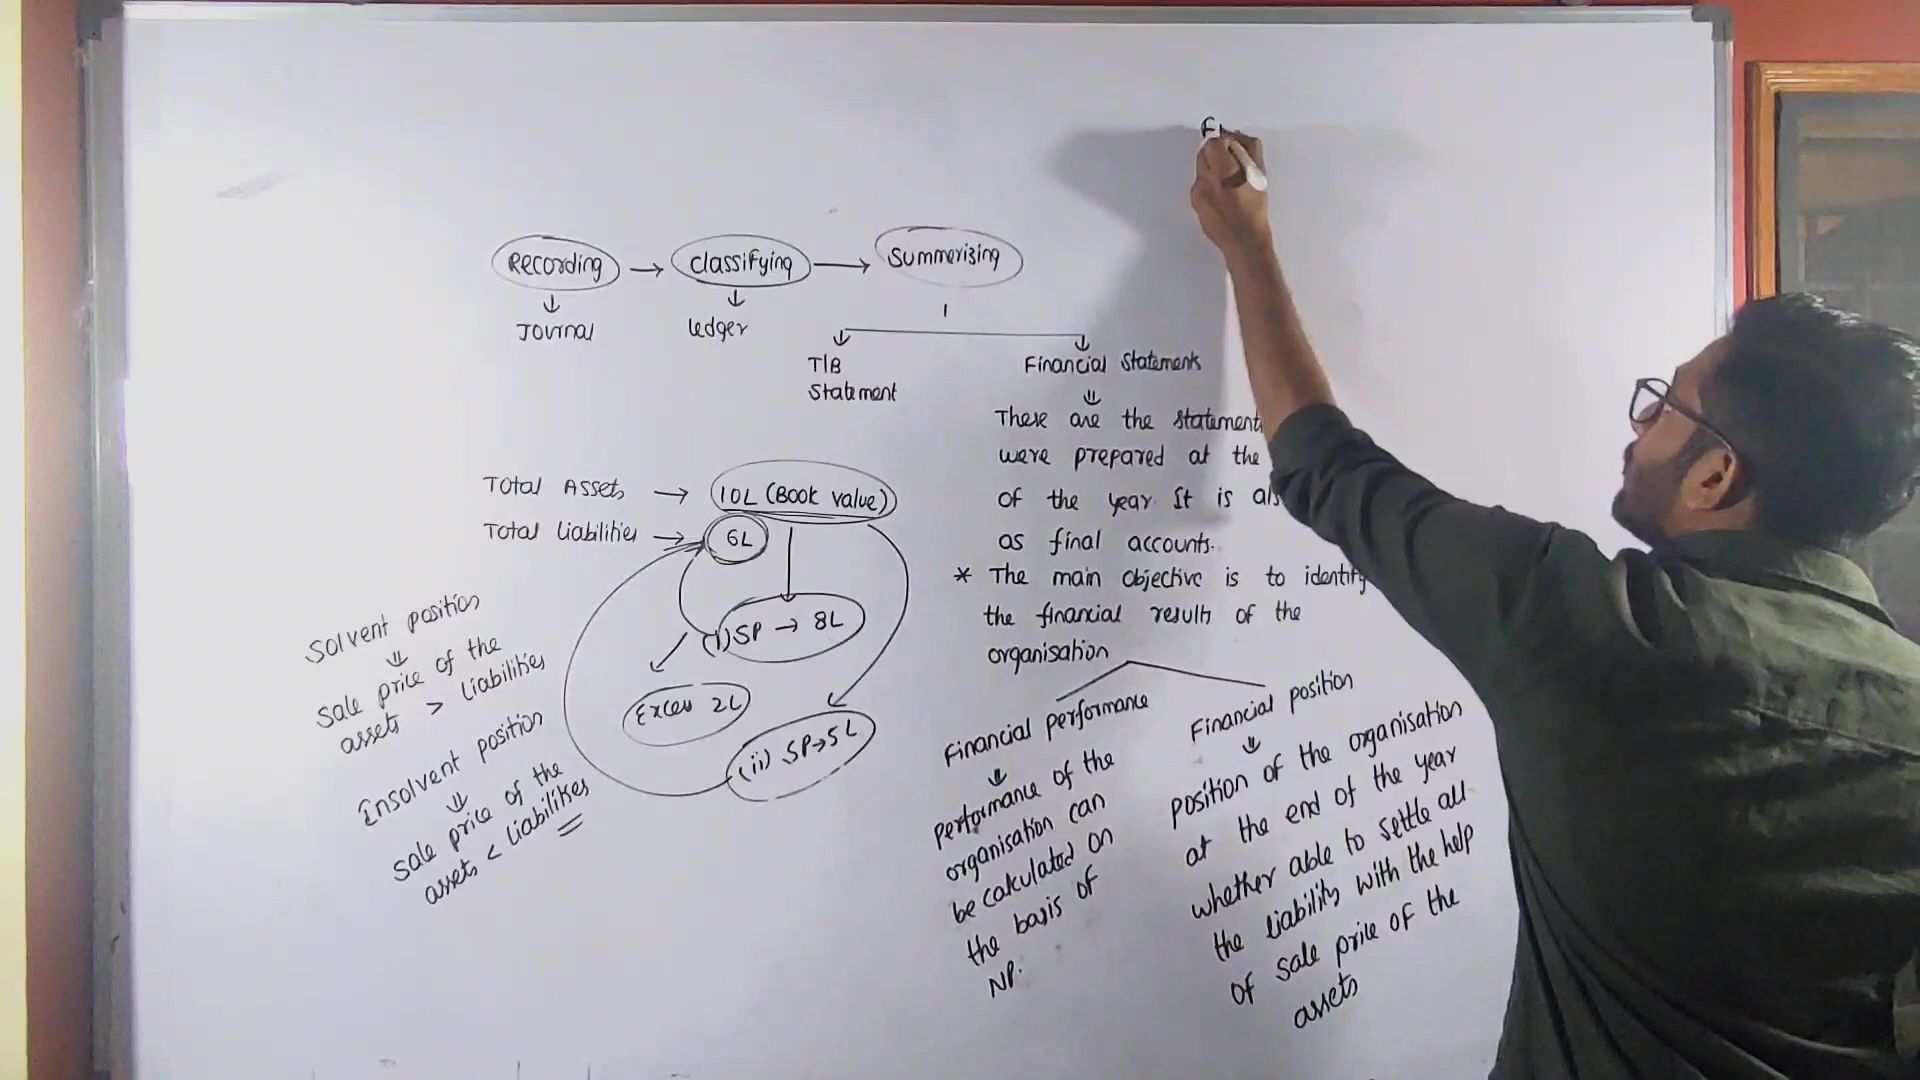 Fi
Recording → classifying → Summerizing
Journal
ledger
T/B
Statement
Financial Statements
These are the statement
were prepared at the
of the year. It is als
as final accounts.
* The main objective is to identify
the financial results of the
organisation
Total Assets → 10L (Book value)
Total liabilities → 6L
(i) SP → 8L
Exces 2L
(ii) SP→5L
Solvent position
Sale price of the
assets > liabilities
Insolvent position
Sale price of the
assets < liabilities
Financial performance
performance of the
organisation can
be calculated on
the basis of
NP.
Financial position
position of the organisation
at the end of the year
whether able to settle all
the liability with the help
of sale price of the
assets